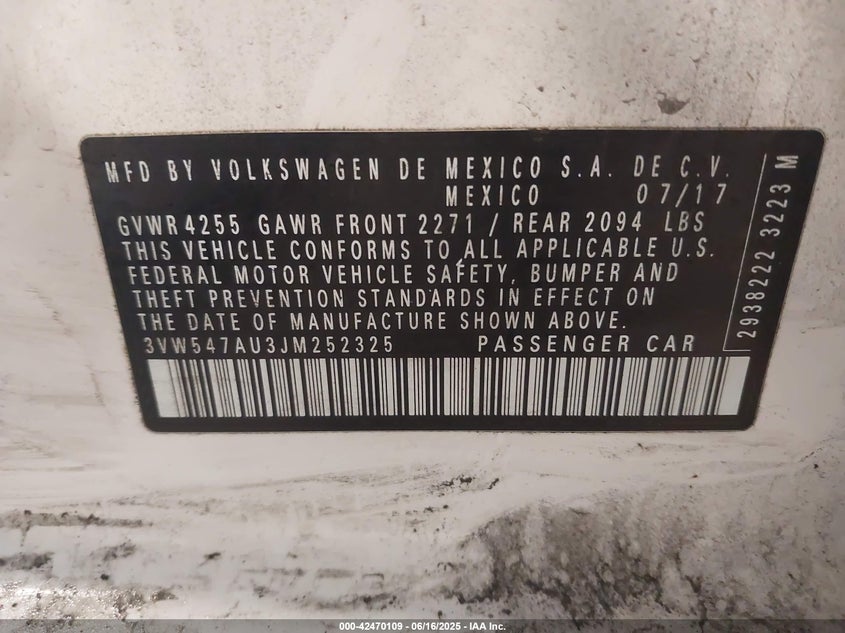 MFD BY VOLKSWAGEN DE MEXICO S.A. DE C.V.
MEXICO 07/17
GVWR 4255 GAWR FRONT 2271 / REAR 2094 LBS
THIS VEHICLE CONFORMS TO ALL APPLICABLE U.S.
FEDERAL MOTOR VEHICLE SAFETY, BUMPER AND
THEFT PREVENTION STANDARDS IN EFFECT ON
THE DATE OF MANUFACTURE SHOWN ABOVE.
3VW547AU3JM252325 PASSENGER CAR
2938222 3223 M
000-42470109 - 06/16/2025 - IAA Inc.